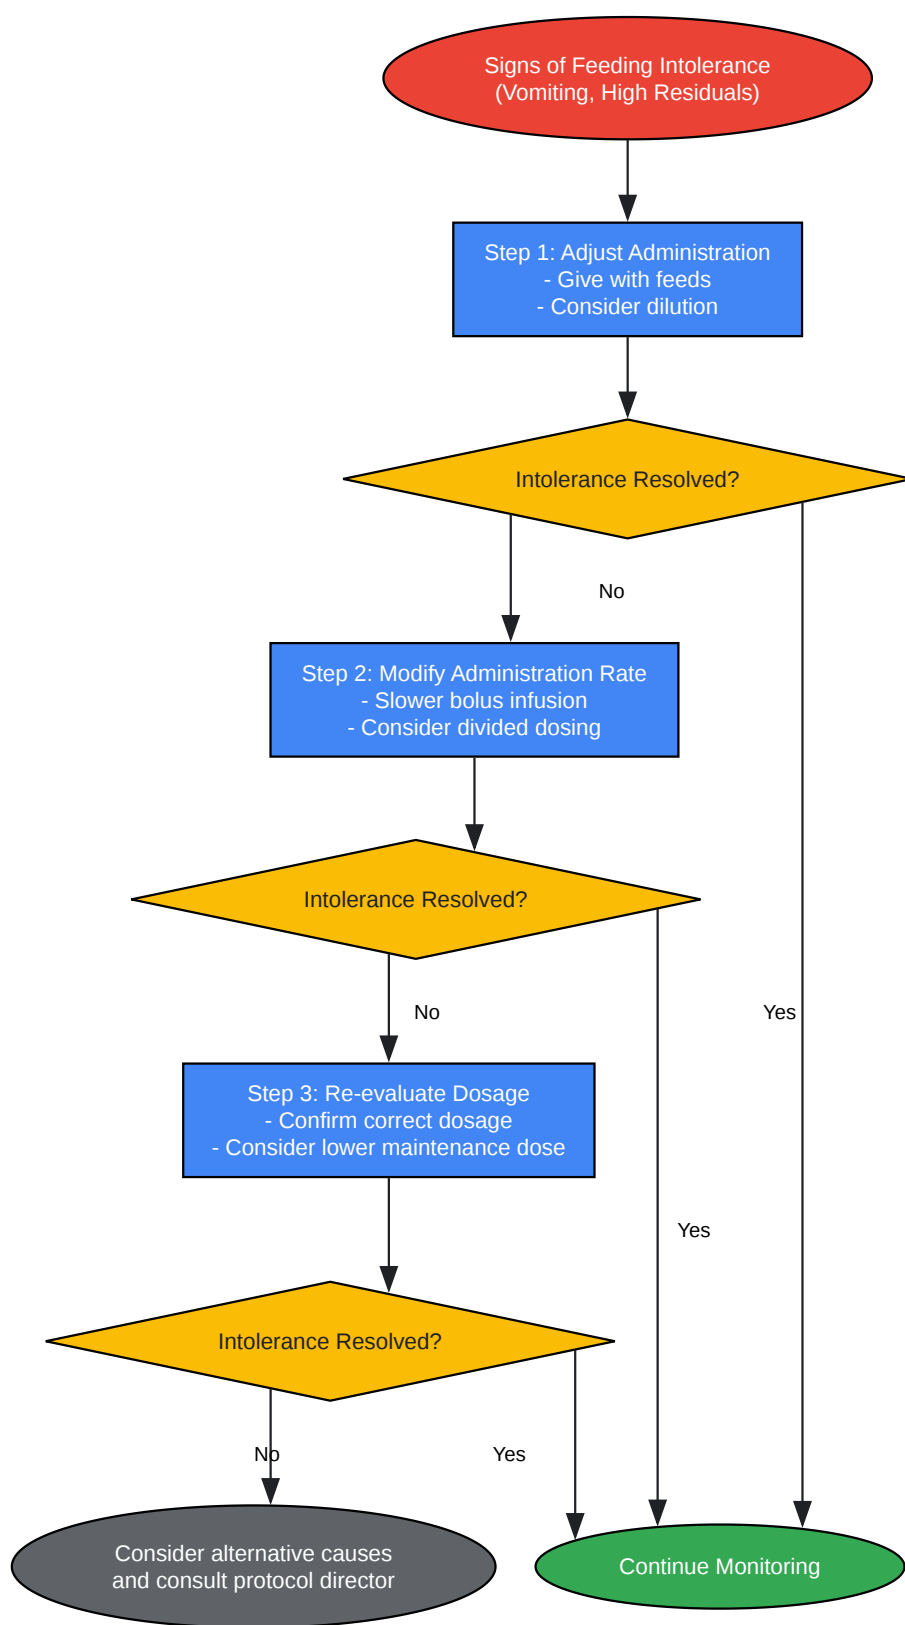 Signs of Feeding Intolerance
(Vomiting, High Residuals)
Step 1: Adjust Administration
- Give with feeds
- Consider dilution
Intolerance Resolved?
No
Step 2: Modify Administration Rate
- Slower bolus infusion
- Consider divided dosing
Intolerance Resolved?
No
Yes
Step 3: Re-evaluate Dosage
- Confirm correct dosage
- Consider lower maintenance dose
Yes
Intolerance Resolved?
No
Yes
Consider alternative causes
and consult protocol director
Continue Monitoring